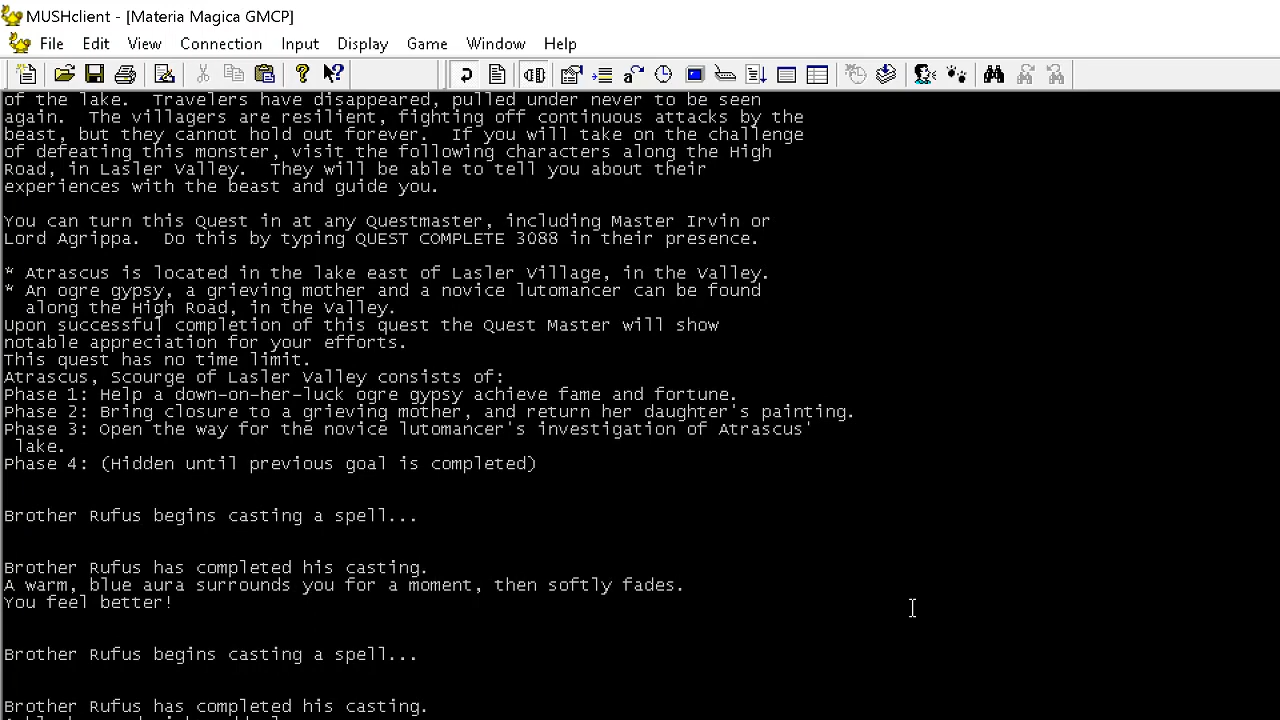 MUSHclient - [Materia Magica GMCP]
File Edit View Connection Input Display Game Window Help
of the lake.  Travelers have disappeared, pulled under never to be seen
again.  The villagers are resilient, fighting off continuous attacks by the
beast, but they cannot hold out forever.  If you will take on the challenge
of defeating this monster, visit the following characters along the High
Road, in Lasler Valley.  They will be able to tell you about their
experiences with the beast and guide you.
You can turn this Quest in at any Questmaster, including Master Irvin or
Lord Agrippa.  Do this by typing QUEST COMPLETE 3088 in their presence.
* Atrascus is located in the lake east of Lasler Village, in the Valley.
* An ogre gypsy, a grieving mother and a novice lutomancer can be found
along the High Road, in the Valley.
Upon successful completion of this quest the Quest Master will show
notable appreciation for your efforts.
This quest has no time limit.
Atrascus, Scourge of Lasler Valley consists of:
Phase 1: Help a down-on-her-luck ogre gypsy achieve fame and fortune.
Phase 2: Bring closure to a grieving mother, and return her daughter's painting.
Phase 3: Open the way for the novice lutomancer's investigation of Atrascus'
lake.
Phase 4: (Hidden until previous goal is completed)
Brother Rufus begins casting a spell...
Brother Rufus has completed his casting.
A warm, blue aura surrounds you for a moment, then softly fades.
You feel better!
Brother Rufus begins casting a spell...
Brother Rufus has completed his casting.